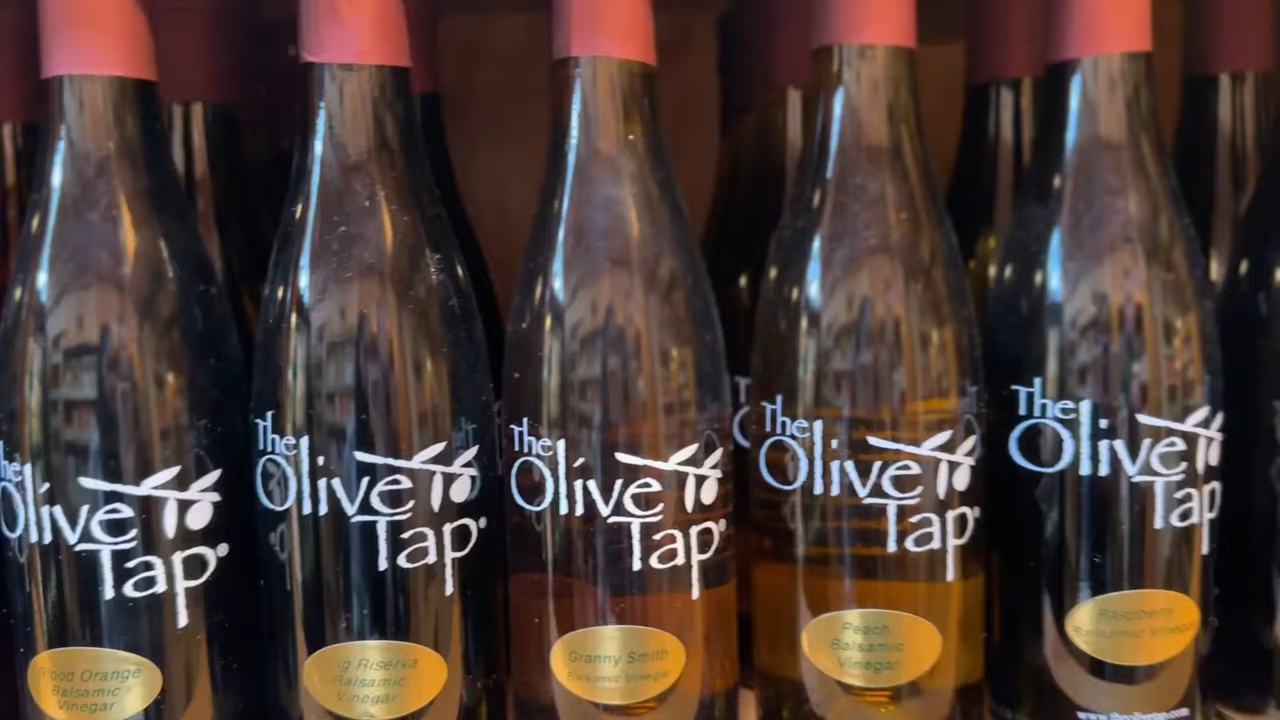 The
Olive
Tap
Blood Orange
Balsamic
Vinegar
The
Olive
Tap
Riserva
Balsamic
Vinegar
The
Olive
Tap
Granny Smith
Balsamic Vinegar
The
Olive
Tap
Peach
Balsamic
Vinegar
The
Olive
Tap
Raspberry
Balsamic Vinegar